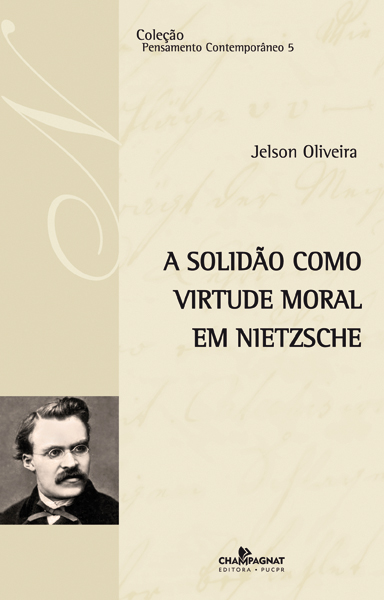 Coleção
Pensamento Contemporâneo 5
Jelson Oliveira
A SOLIDÃO COMO
VIRTUDE MORAL
EM NIETZSCHE
CHAMPAGNAT
EDITORA • PUCPR